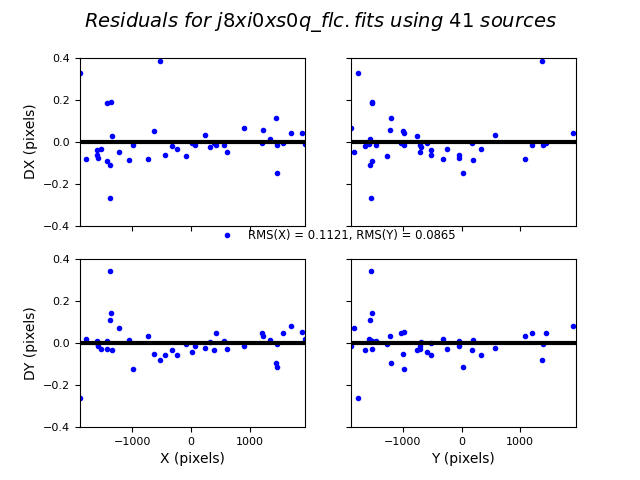 Residuals for j8xi0xs0q_flc.fits using 41 sources
0.4
0.2
0.0
−0.2
−0.4
DX (pixels)
RMS(X) = 0.1121, RMS(Y) = 0.0865
0.4
0.2
0.0
−0.2
−0.4
DY (pixels)
−1000 0 1000
X (pixels)
−1000 0 1000
Y (pixels)